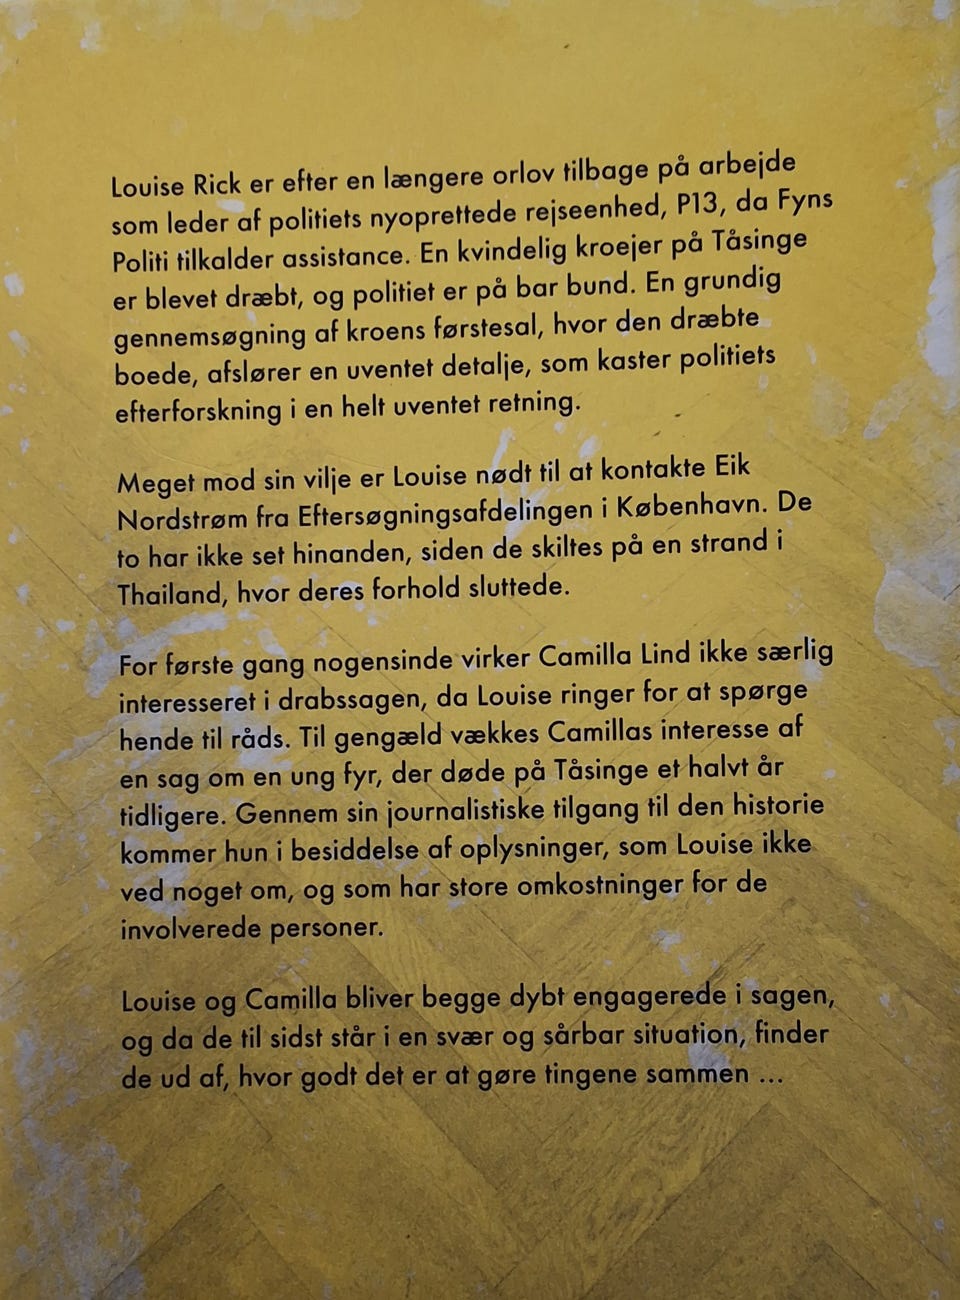 Louise Rick er efter en længere orlov tilbage på arbejde
som leder af politiets nyoprettede rejseenhed, P13, da Fyns
Politi tilkalder assistance. En kvindelig kroejer på Tåsinge
er blevet dræbt, og politiet er på bar bund. En grundig
gennemsøgning af kroens førstesal, hvor den dræbte
boede, afslører en uventet detalje, som kaster politiets
efterforskning i en helt uventet retning.
Meget mod sin vilje er Louise nødt til at kontakte Eik
Nordstrøm fra Eftersøgningsafdelingen i København. De
to har ikke set hinanden, siden de skiltes på en strand i
Thailand, hvor deres forhold sluttede.
For første gang nogensinde virker Camilla Lind ikke særlig
interesseret i drabssagen, da Louise ringer for at spørge
hende til råds. Til gengæld vækkes Camillas interesse af
en sag om en ung fyr, der døde på Tåsinge et halvt år
tidligere. Gennem sin journalistiske tilgang til den historie
kommer hun i besiddelse af oplysninger, som Louise ikke
ved noget om, og som har store omkostninger for de
involverede personer.
Louise og Camilla bliver begge dybt engagerede i sagen,
og da de til sidst står i en svær og sårbar situation, finder
de ud af, hvor godt det er at gøre tingene sammen ...